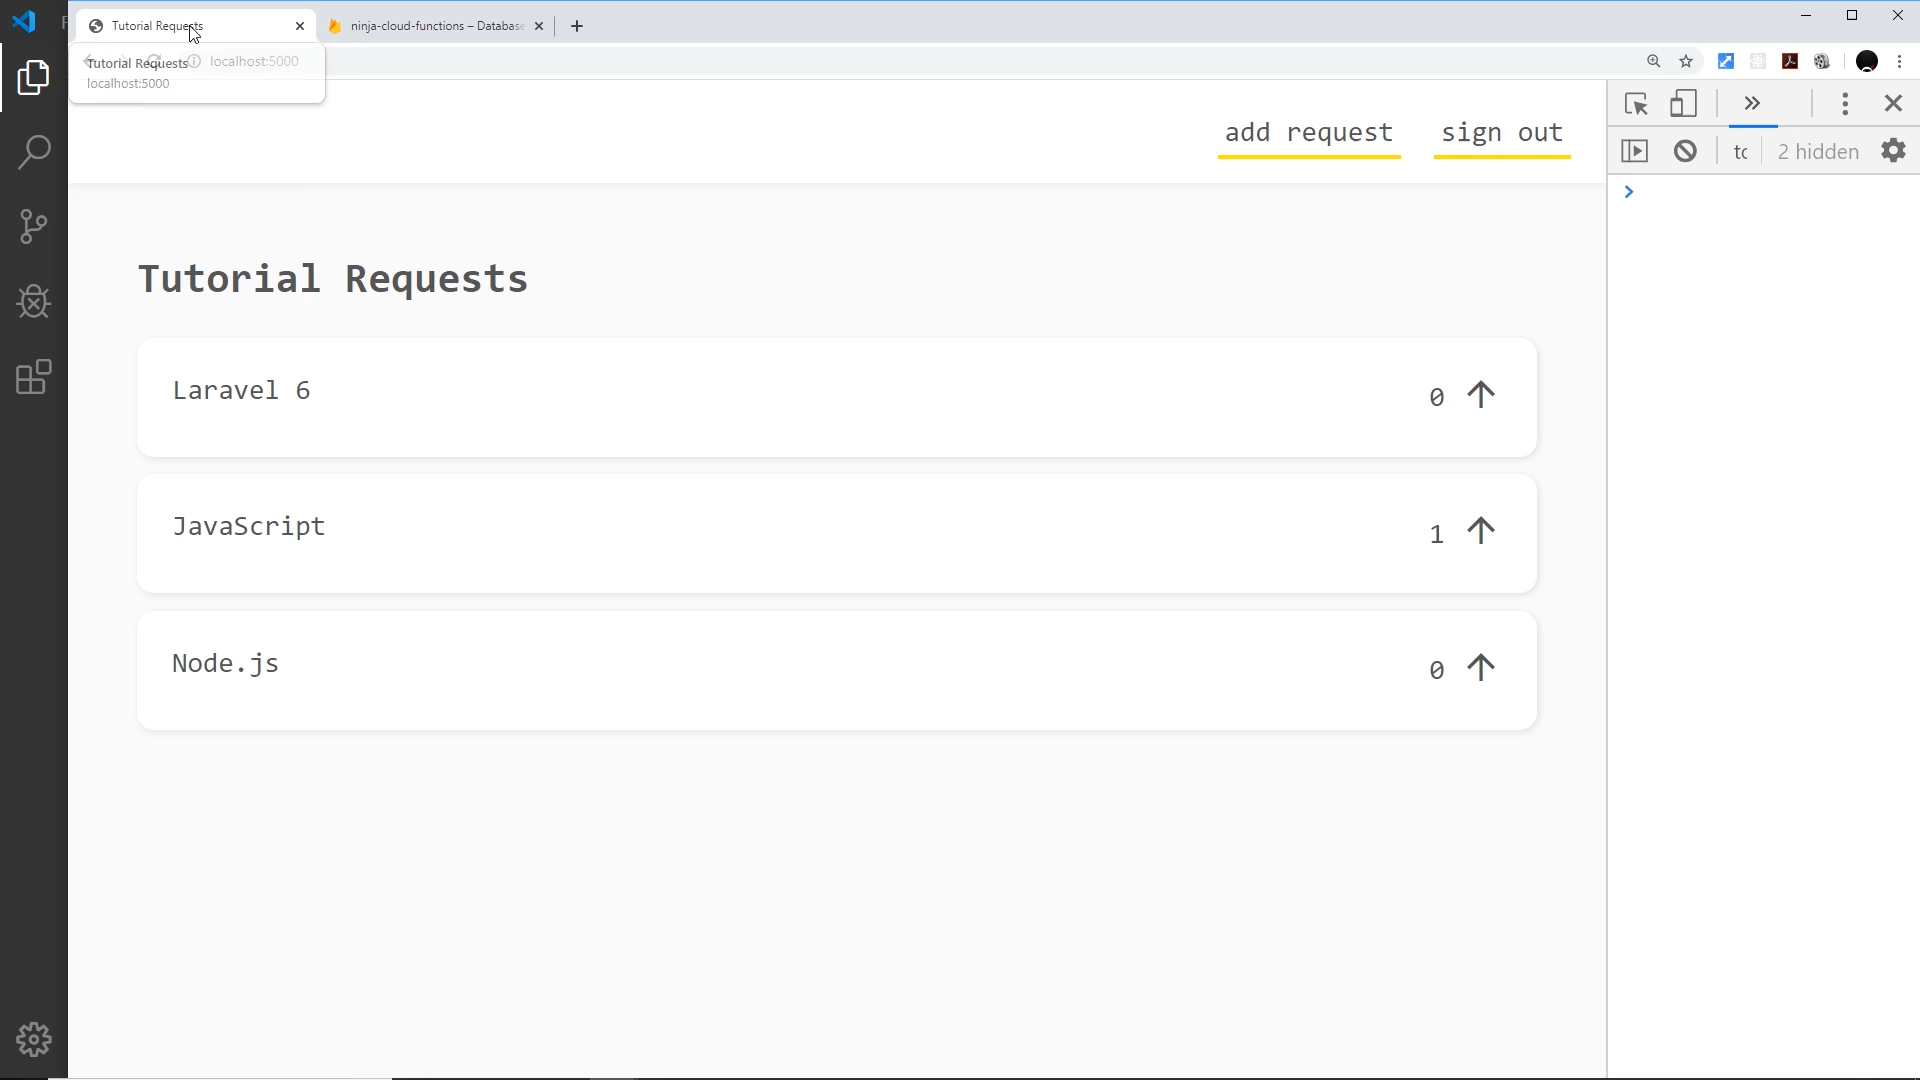 Tutorial Requests
ninja-cloud-functions – Database
Tutorial Requests
localhost:5000
localhost:5000
add request
sign out
2 hidden
Tutorial Requests
Laravel 6
0
JavaScript
1
Node.js
0